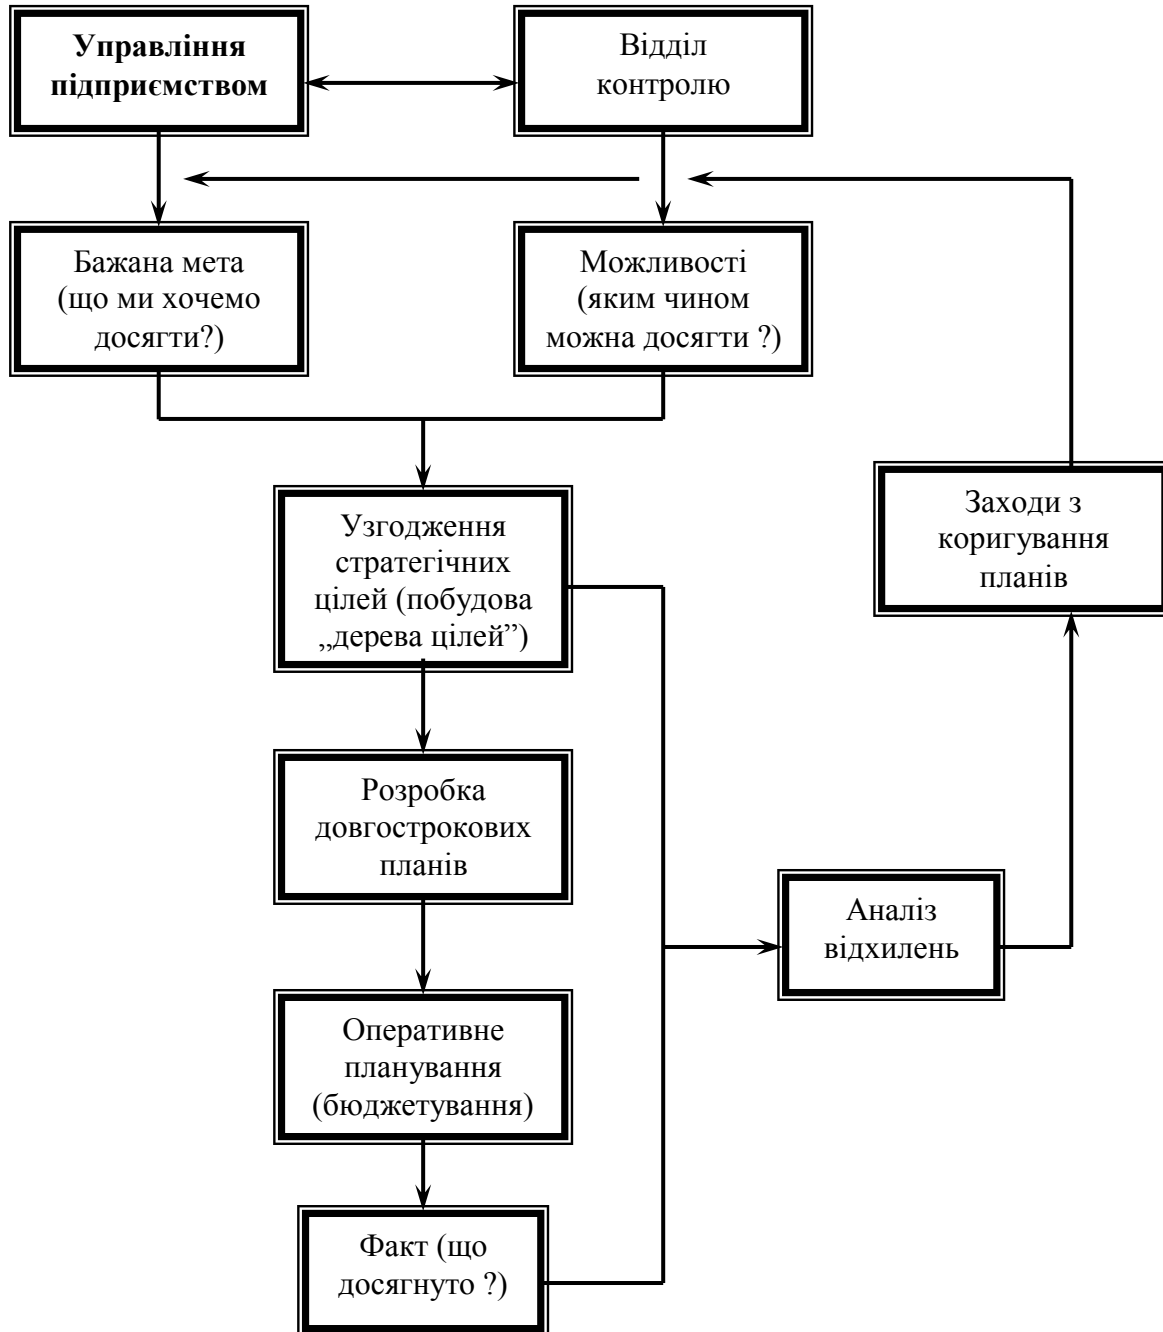 Управління
підприємством
Відділ
контролю
Бажана мета
(що ми хочемо
досягти?)
Можливості
(яким чином
можна досягти ?)
Узгодження
стратегічних
цілей (побудова
„дерева цілей”)
Заходи з
коригування
планів
Розробка
довгострокових
планів
Аналіз
відхилень
Оперативне
планування
(бюджетування)
Факт (що
досягнуто ?)